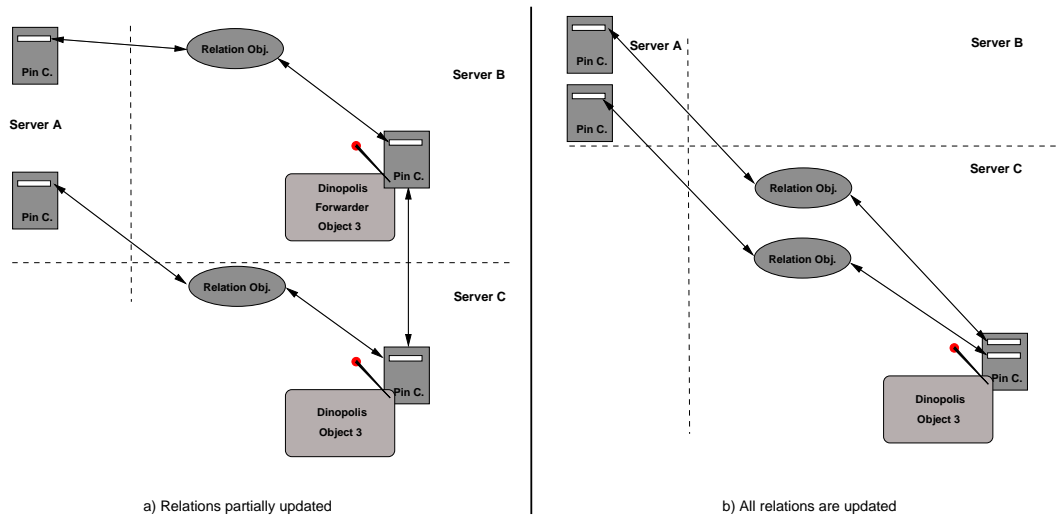 Relation Obj.
Pin C.
Server B
Server A
Pin C.
Dinopolis
Forwarder
Object 3
Pin C.
Relation Obj.
Server C
Pin C.
Dinopolis
Object 3
a) Relations partially updated
Server A
Server B
Pin C.
Pin C.
Server C
Relation Obj.
Relation Obj.
Pin C.
Dinopolis
Object 3
b) All relations are updated